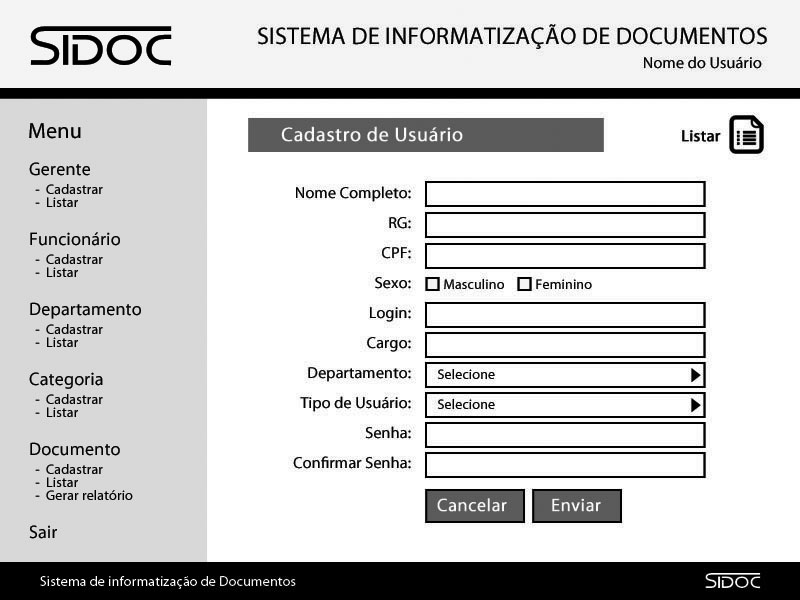 SIDOC
SISTEMA DE INFORMATIZAÇÃO DE DOCUMENTOS
Nome do Usuário
Menu
Gerente
- Cadastrar
- Listar
Funcionário
- Cadastrar
- Listar
Departamento
- Cadastrar
- Listar
Categoria
- Cadastrar
- Listar
Documento
- Cadastrar
- Listar
- Gerar relatório
Sair
Cadastro de Usuário
Listar
Nome Completo:
RG:
CPF:
Sexo: Masculino Feminino
Login:
Cargo:
Departamento: Selecione
Tipo de Usuário: Selecione
Senha:
Confirmar Senha:
Cancelar Enviar
Sistema de informatização de Documentos
SIDOC